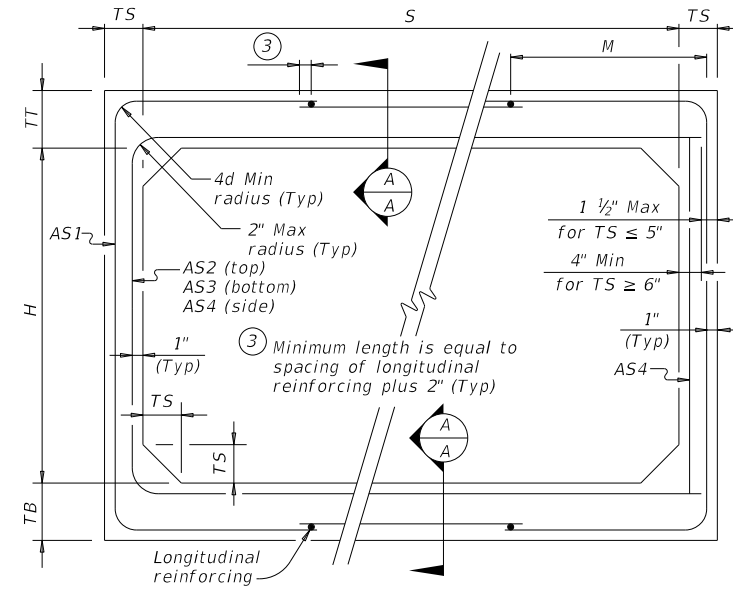 TS
S
TS
3
M
TT
A
A
4d Min
radius (Typ)
2" Max
radius (Typ)
1 ½" Max
for TS ≤ 5"
4" Min
for TS ≥ 6"
AS1
AS2 (top)
AS3 (bottom)
AS4 (side)
H
1"
(Typ)
3 Minimum length is equal to
spacing of longitudinal
reinforcing plus 2" (Typ)
1"
(Typ)
AS4
TS
A
A
TS
TB
Longitudinal
reinforcing